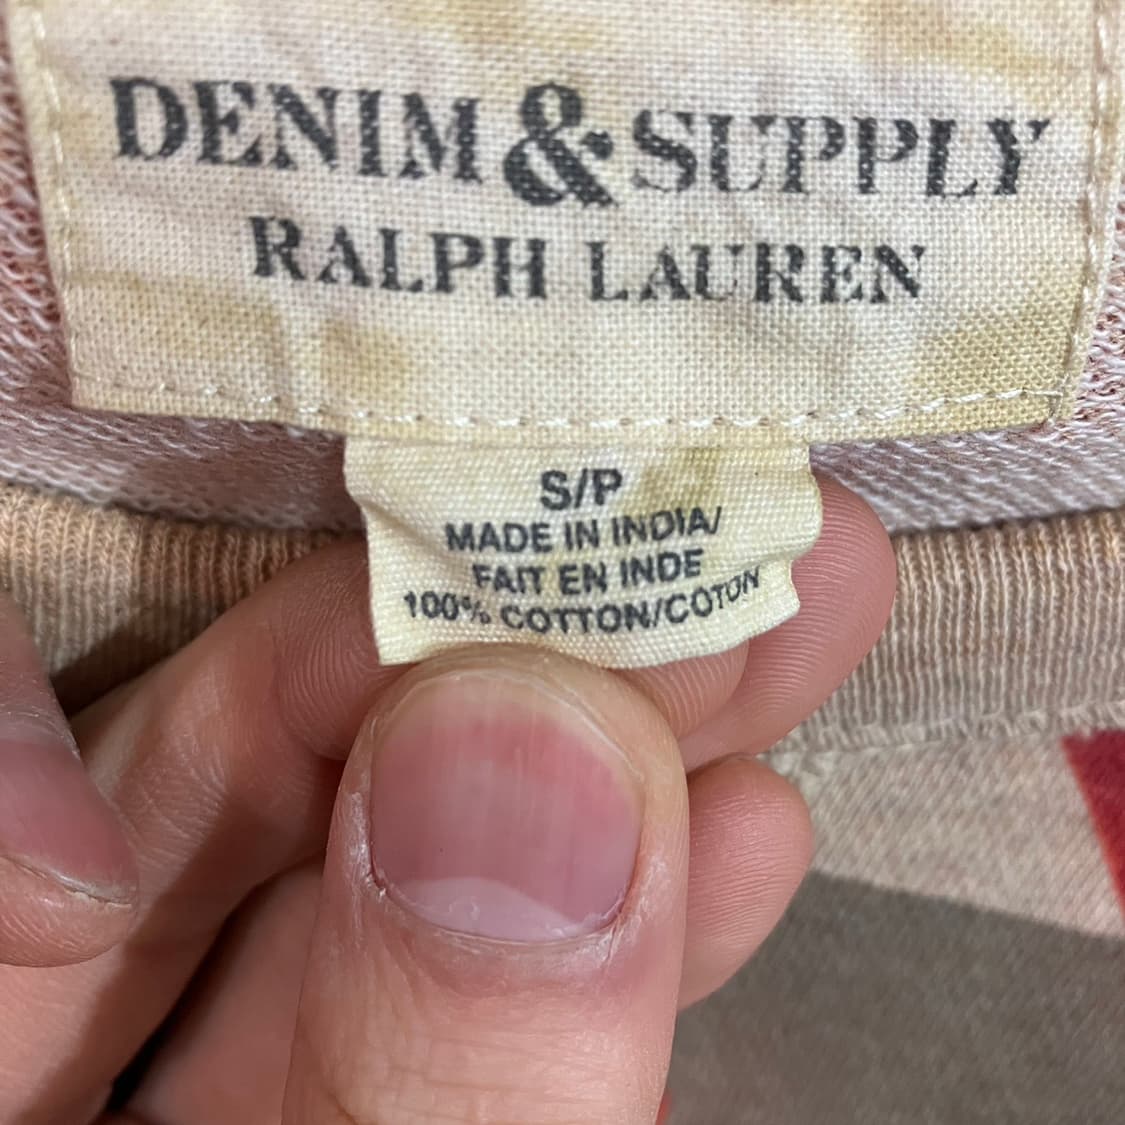 DENIM & SUPPLY
RALPH LAUREN
S/P
MADE IN INDIA/
FAIT EN INDE
100% COTTON/COTON